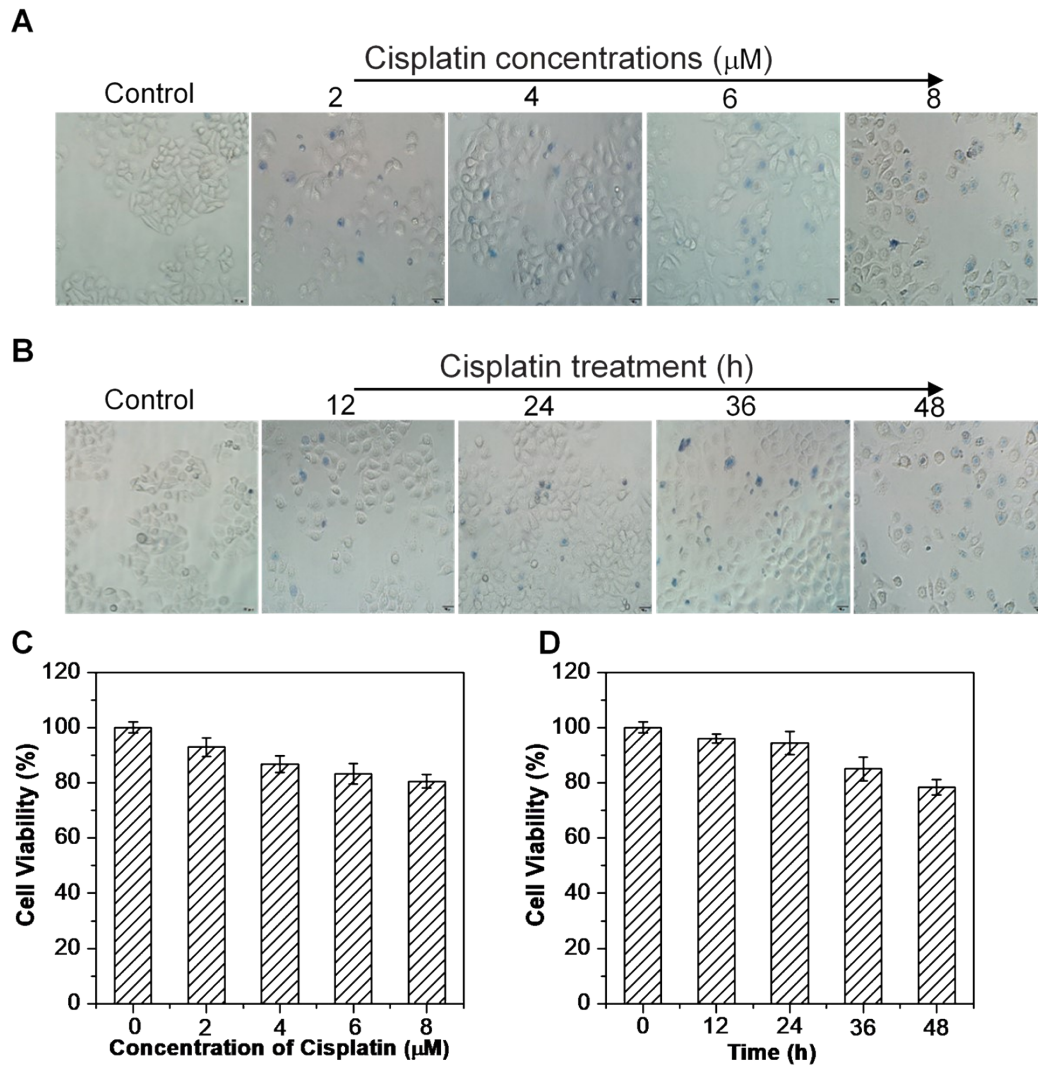 A
Cisplatin concentrations (μM)
Control 2 4 6 8
B
Cisplatin treatment (h)
Control 12 24 36 48
C
120
100
80
60
40
20
0
Cell Viability (%)
0 2 4 6 8
Concentration of Cisplatin (μM)
D
120
100
80
60
40
20
0
Cell Viability (%)
0 12 24 36 48
Time (h)